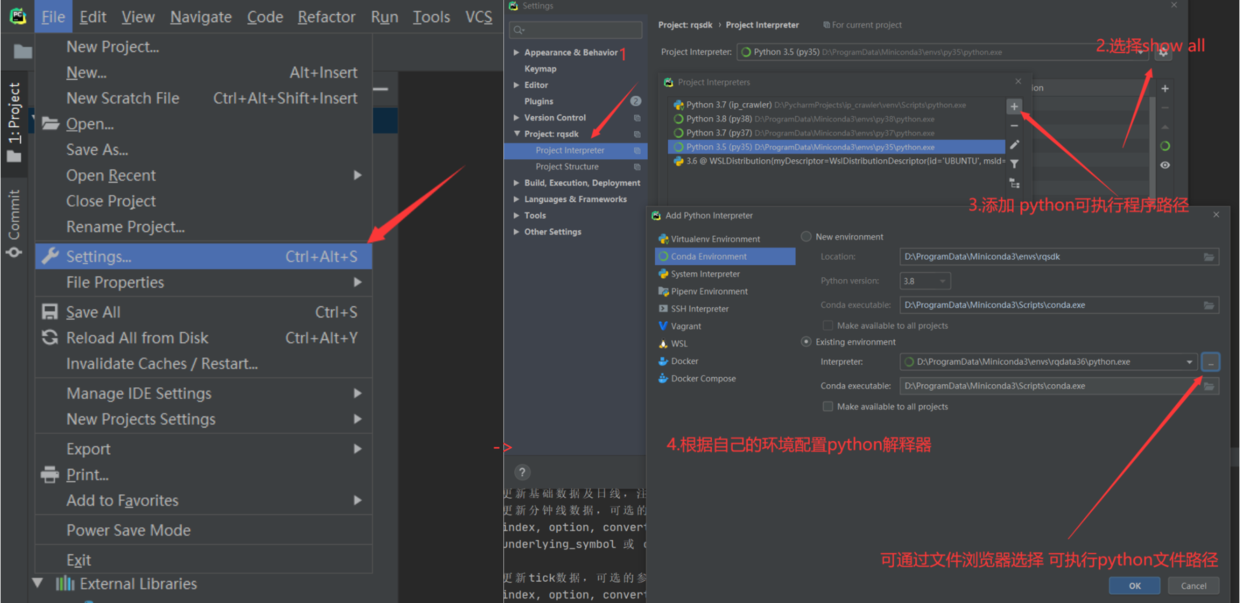 File Edit View Navigate Code Refactor Run Tools VCS
New Project...
New... Alt+Insert
New Scratch File Ctrl+Alt+Shift+Insert
Open...
Save As...
Open Recent
Close Project
Rename Project...
Settings... Ctrl+Alt+S
File Properties
Save All Ctrl+S
Reload All from Disk Ctrl+Alt+Y
Invalidate Caches / Restart...
Manage IDE Settings
New Projects Settings
Export
Print...
Add to Favorites
Power Save Mode
Exit
External Libraries
1: Project
Commit
->
Settings
Appearance & Behavior 1
Keymap
Editor
Plugins 2
Version Control
Project: rqsdk
Project Interpreter
Project Structure
Build, Execution, Deployment
Languages & Frameworks
Tools
Other Settings
?
Project: rqsdk › Project Interpreter For current project
Project Interpreter: Python 3.5 (py35) D:\ProgramData\Miniconda3\envs\py35\python.exe
2.选择show all
Project Interpreters
Python 3.7 (ip_crawler) D:\PycharmProjects\ip_crawler\venv\Scripts\python.exe
Python 3.8 (py38) D:\ProgramData\Miniconda3\envs\py38\python.exe
Python 3.7 (py37) D:\ProgramData\Miniconda3\envs\py37\python.exe
Python 3.5 (py35) D:\ProgramData\Miniconda3\envs\py35\python.exe
3.6 @ WSLDistribution{myDescriptor=WslDistributionDescriptor{id='UBUNTU', msId=
3.添加 python可执行程序路径
Add Python Interpreter
Virtualenv Environment
Conda Environment
System Interpreter
Pipenv Environment
SSH Interpreter
Vagrant
WSL
Docker
Docker Compose
New environment
Location: D:\ProgramData\Miniconda3\envs\rqsdk
Python version: 3.8
Conda executable: D:\ProgramData\Miniconda3\Scripts\conda.exe
Make available to all projects
Existing environment
Interpreter: D:\ProgramData\Miniconda3\envs\rqdata36\python.exe ...
Conda executable: D:\ProgramData\Miniconda3\Scripts\conda.exe
Make available to all projects
4.根据自己的环境配置python解释器
可通过文件浏览器选择 可执行python文件路径
OK Cancel
更新基础数据及日线，注
更新分钟线数据，可选的
index, option, convert
underlying_symbol 或
更新tick数据，可选的参
index, option, convert